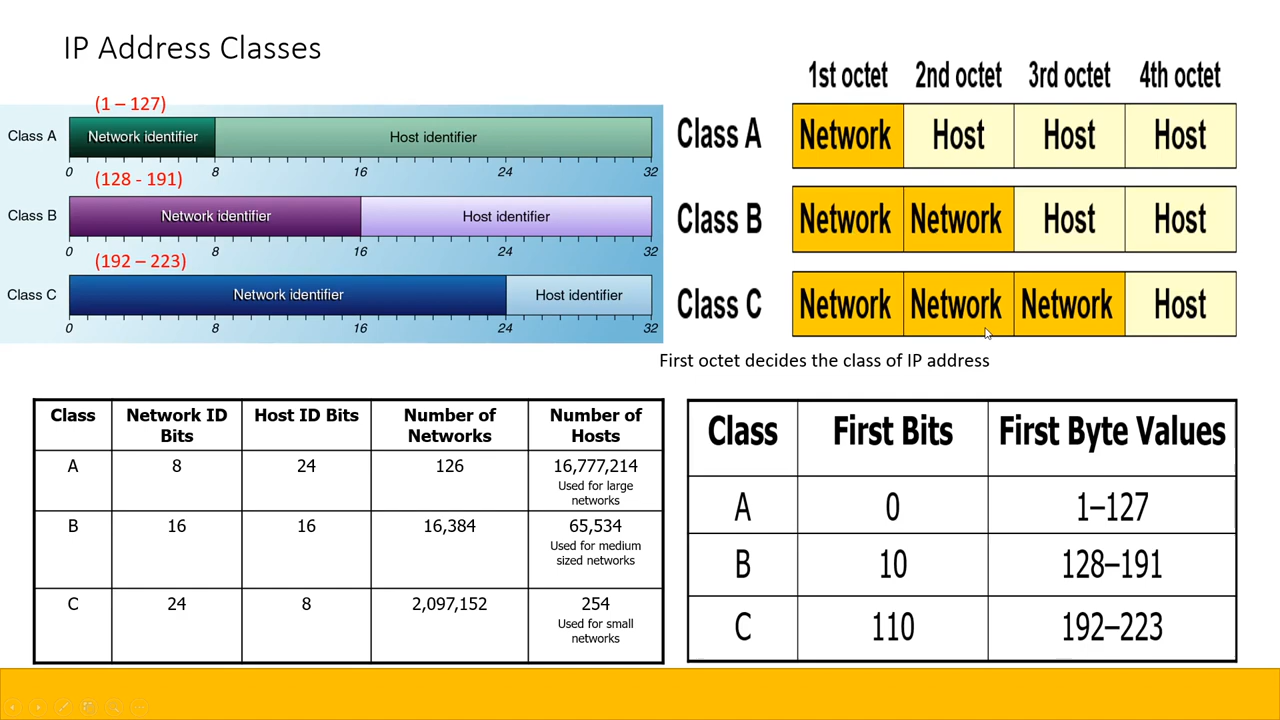 IP Address Classes
(1 – 127)
Class A
Network identifier
Host identifier
0 8 16 24 32
(128 - 191)
Class B
Network identifier
Host identifier
0 8 16 24 32
(192 – 223)
Class C
Network identifier
Host identifier
0 8 16 24 32
1st octet 2nd octet 3rd octet 4th octet
Class A Network Host Host Host
Class B Network Network Host Host
Class C Network Network Network Host
First octet decides the class of IP address
Class Network ID Host ID Bits Number of Number of
Bits Networks Hosts
A 8 24 126 16,777,214
Used for large
networks
B 16 16 16,384 65,534
Used for medium
sized networks
C 24 8 2,097,152 254
Used for small
networks
Class First Bits First Byte Values
A 0 1–127
B 10 128–191
C 110 192–223